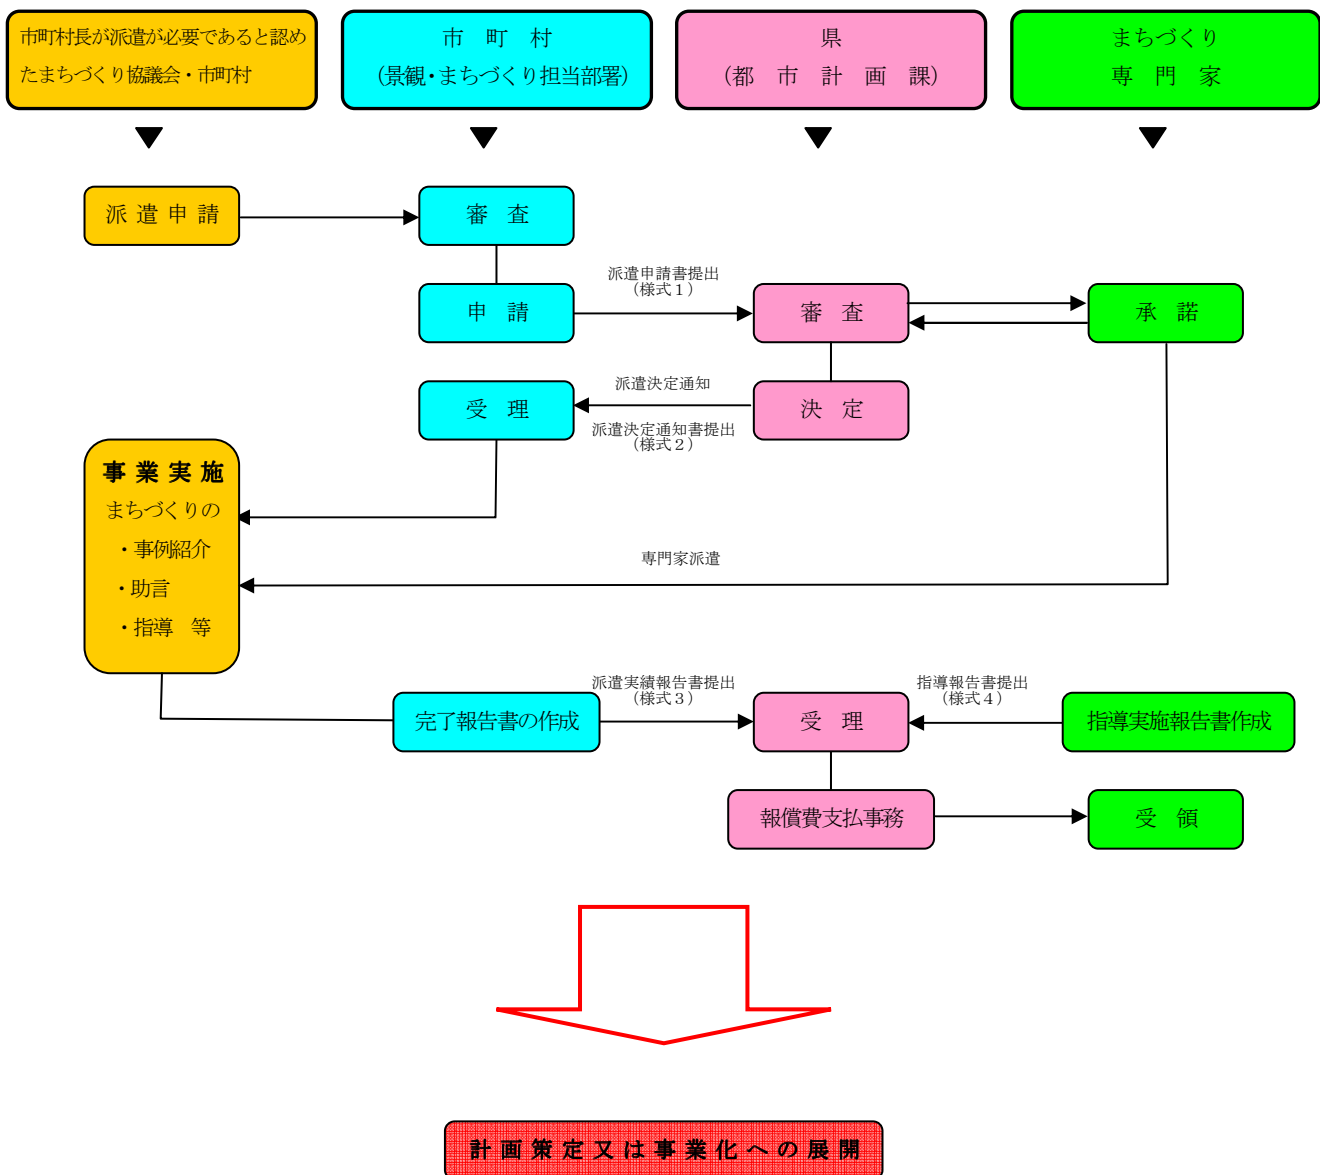 市町村長が派遣が必要であると認め
たまちづくり協議会・市町村
市　町　村
（景観・まちづくり担当部署）
県
（都　市　計　画　課）
まちづくり
専　門　家
派 遣 申 請
審　査
申　請
派遣申請書提出
（様式１）
審　査
承　諾
受　理
派遣決定通知
派遣決定通知書提出
（様式２）
決　定
事 業 実 施
まちづくりの
・事例紹介
・助言
・指導　等
専門家派遣
完了報告書の作成
派遣実績報告書提出
（様式３）
受　理
指導報告書提出
（様式４）
指導実施報告書作成
報償費支払事務
受　領
計 画 策 定 又 は 事 業 化 へ の 展 開